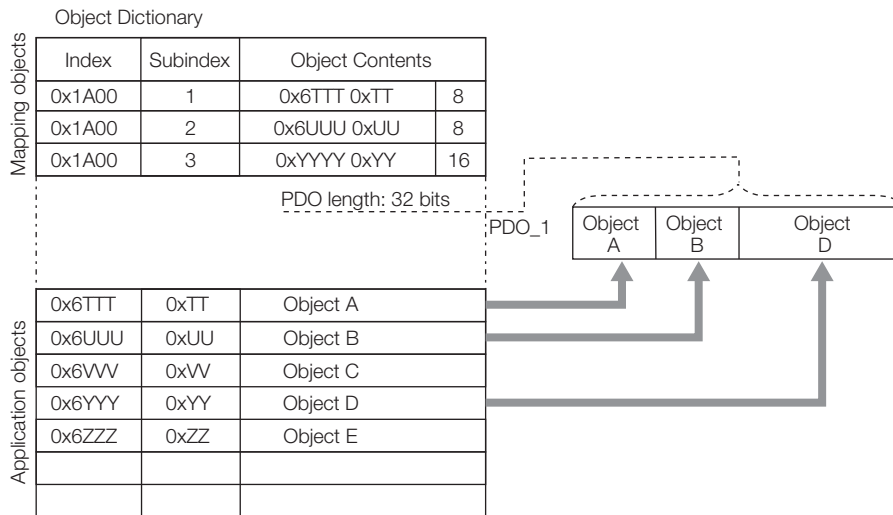 Object Dictionary
Mapping objects
Index Subindex Object Contents
0x1A00 1 0x6TTT 0xTT 8
0x1A00 2 0x6UUU 0xUU 8
0x1A00 3 0xYYYY 0xYY 16
PDO length: 32 bits
PDO_1
Object A
Object B
Object D
Application objects
0x6TTT 0xTT Object A
0x6UUU 0xUU Object B
0x6VVV 0xVV Object C
0x6YYY 0xYY Object D
0x6ZZZ 0xZZ Object E